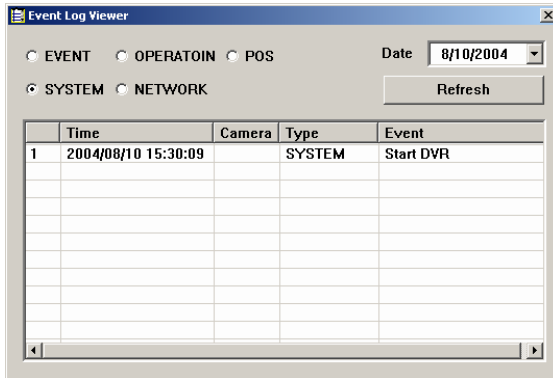 Event Log Viewer
EVENT OPERATOIN POS Date 8/10/2004
SYSTEM NETWORK Refresh
Time Camera Type Event
1 2004/08/10 15:30:09 SYSTEM Start DVR